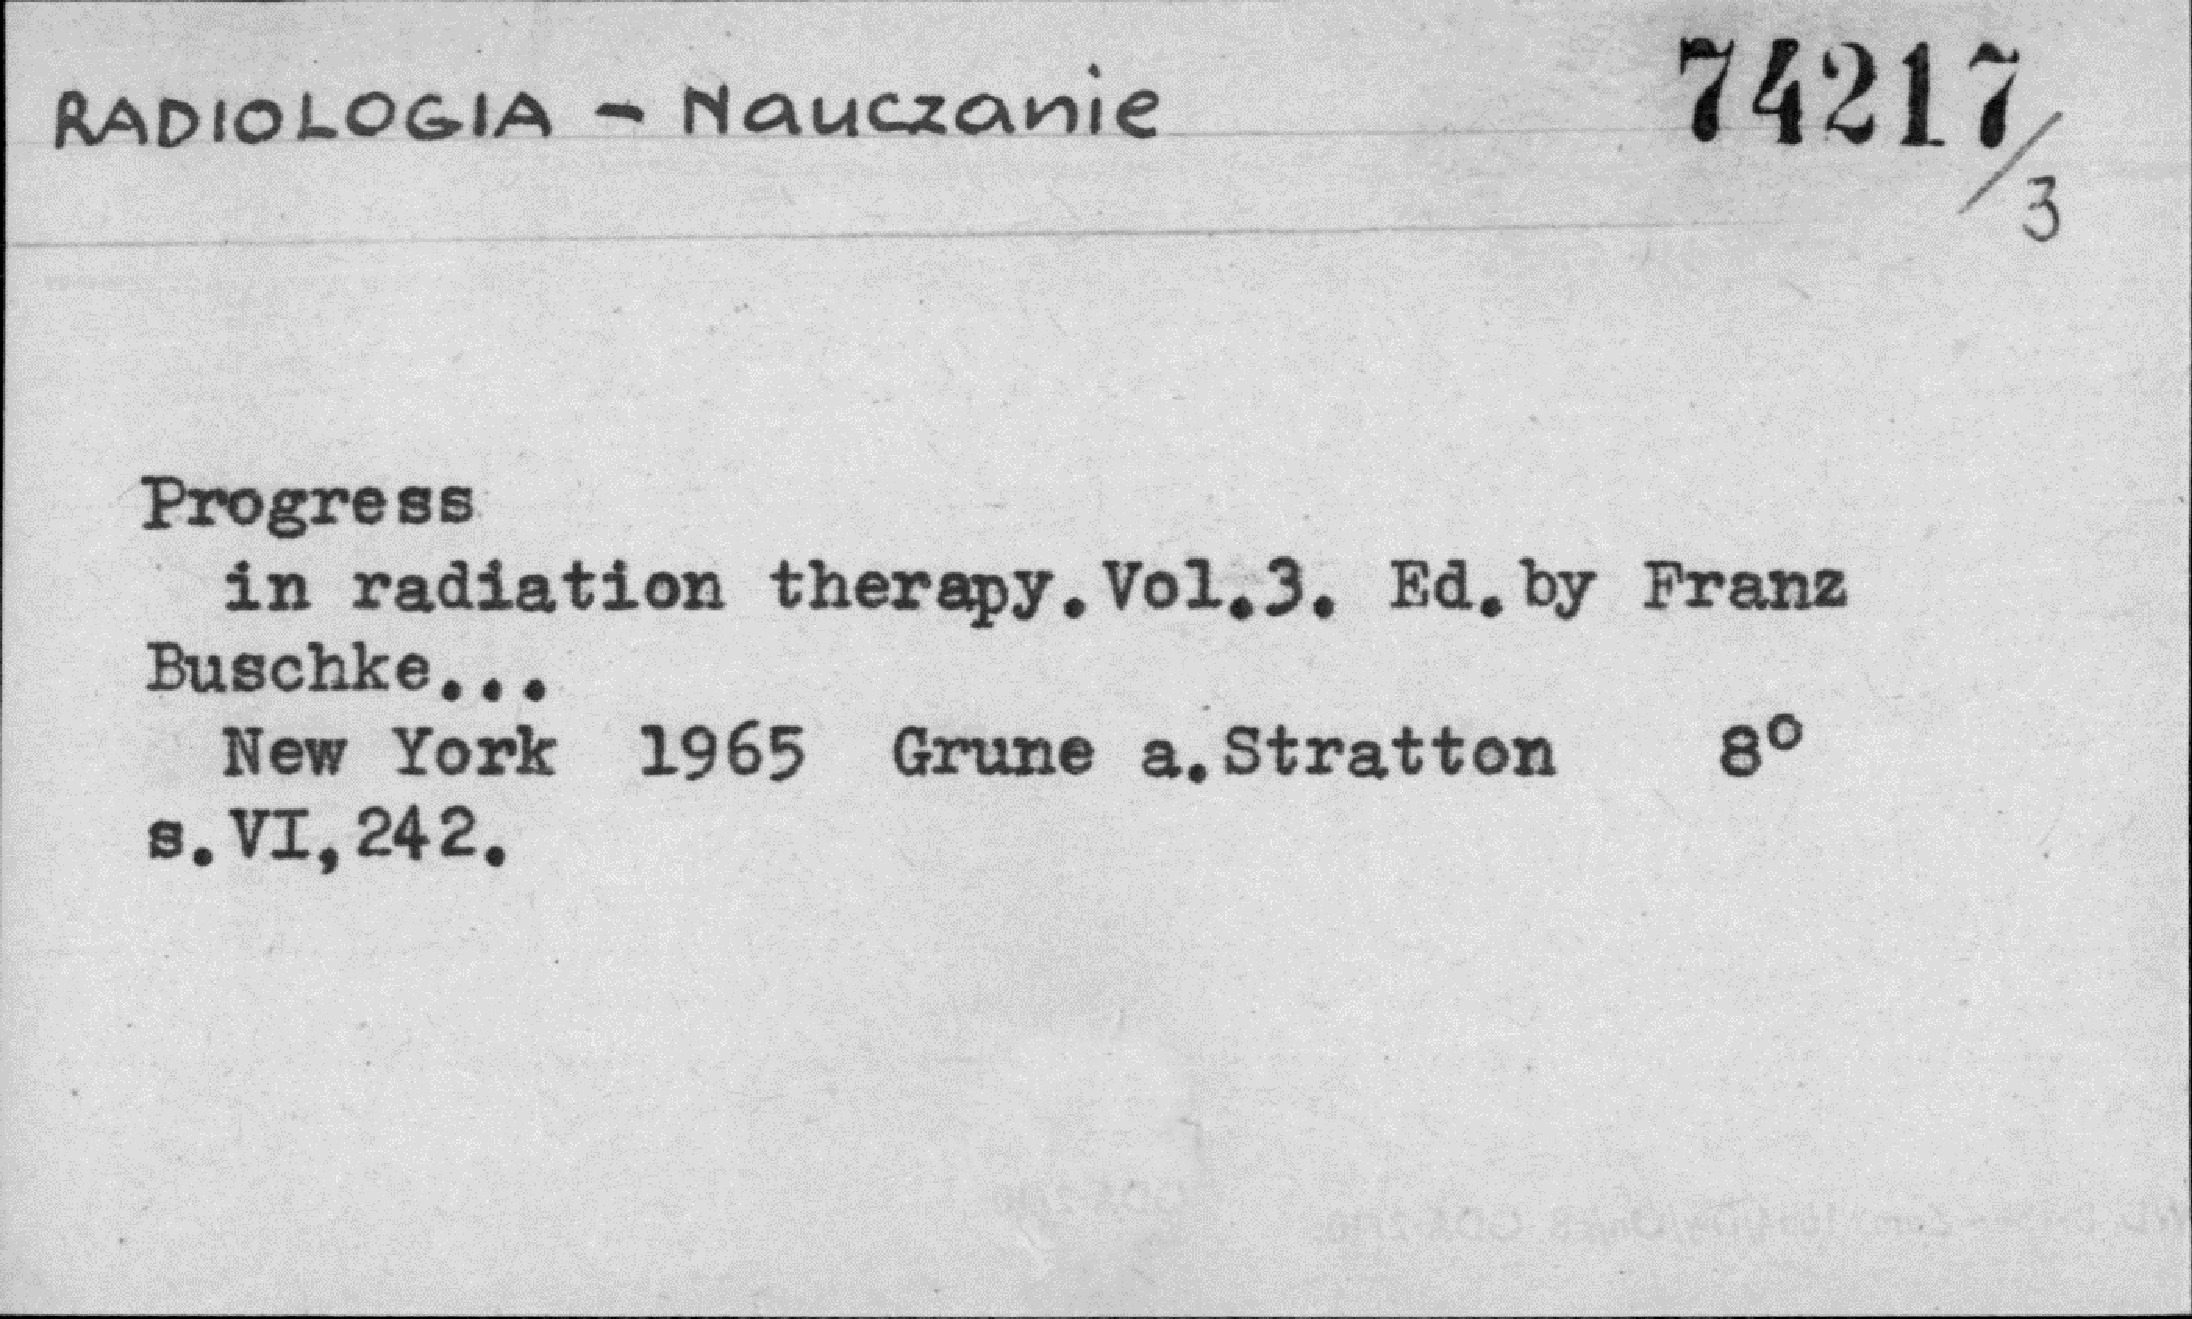 RADIOLOGIA - Nauczanie 74217/3
Progress
in radiation therapy. Vol.3. Ed. by Franz
Buschke...
New York 1965 Grune a. Stratton 8°
s. VI, 242.